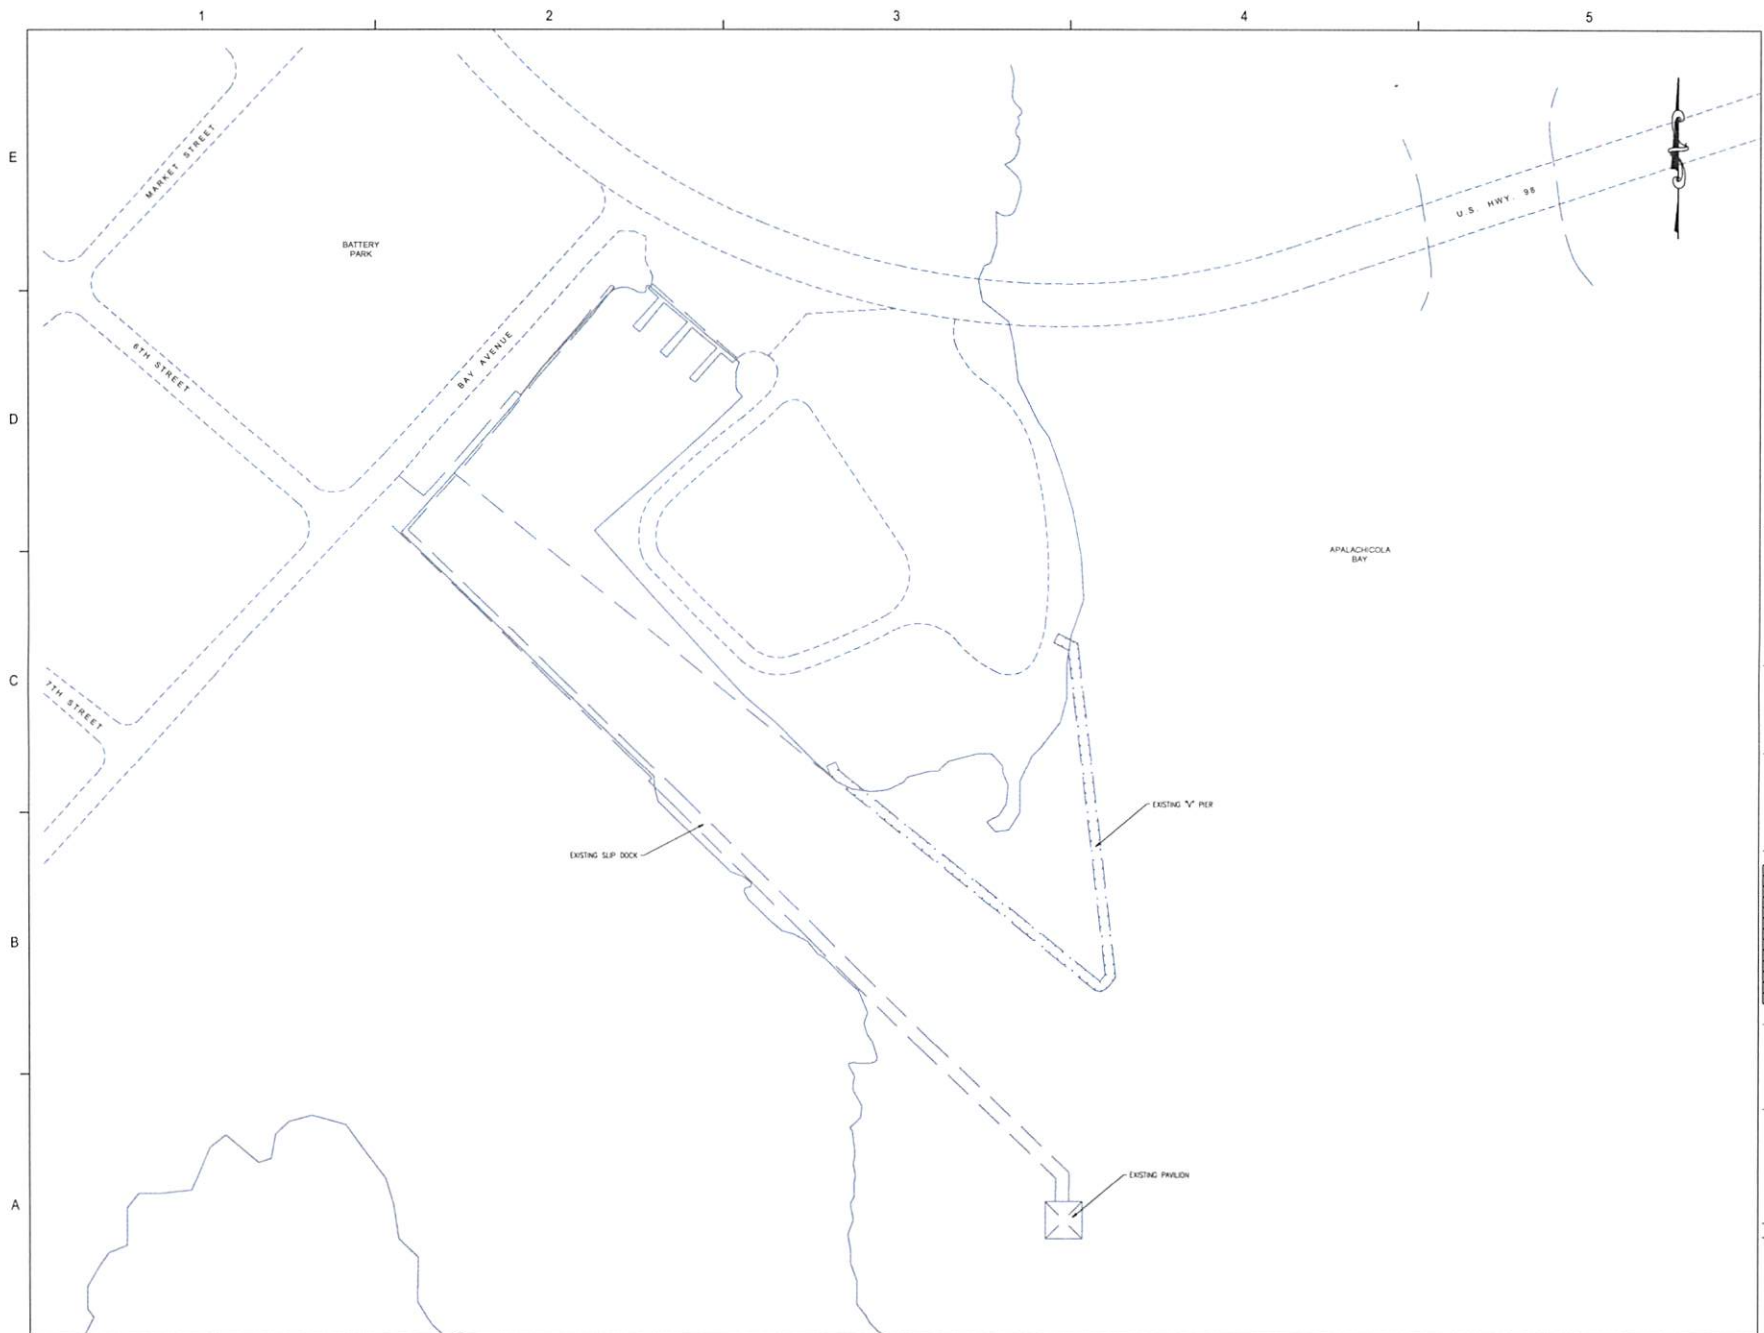 1 2 3 4 5
E
D
C
B
A
MARKET STREET
BATTERY
PARK
6TH STREET
BAY AVENUE
7TH STREET
U.S. HWY. 98
APALACHICOLA
BAY
EXISTING "V" PIER
EXISTING SLIP DOCK
EXISTING PAVILION